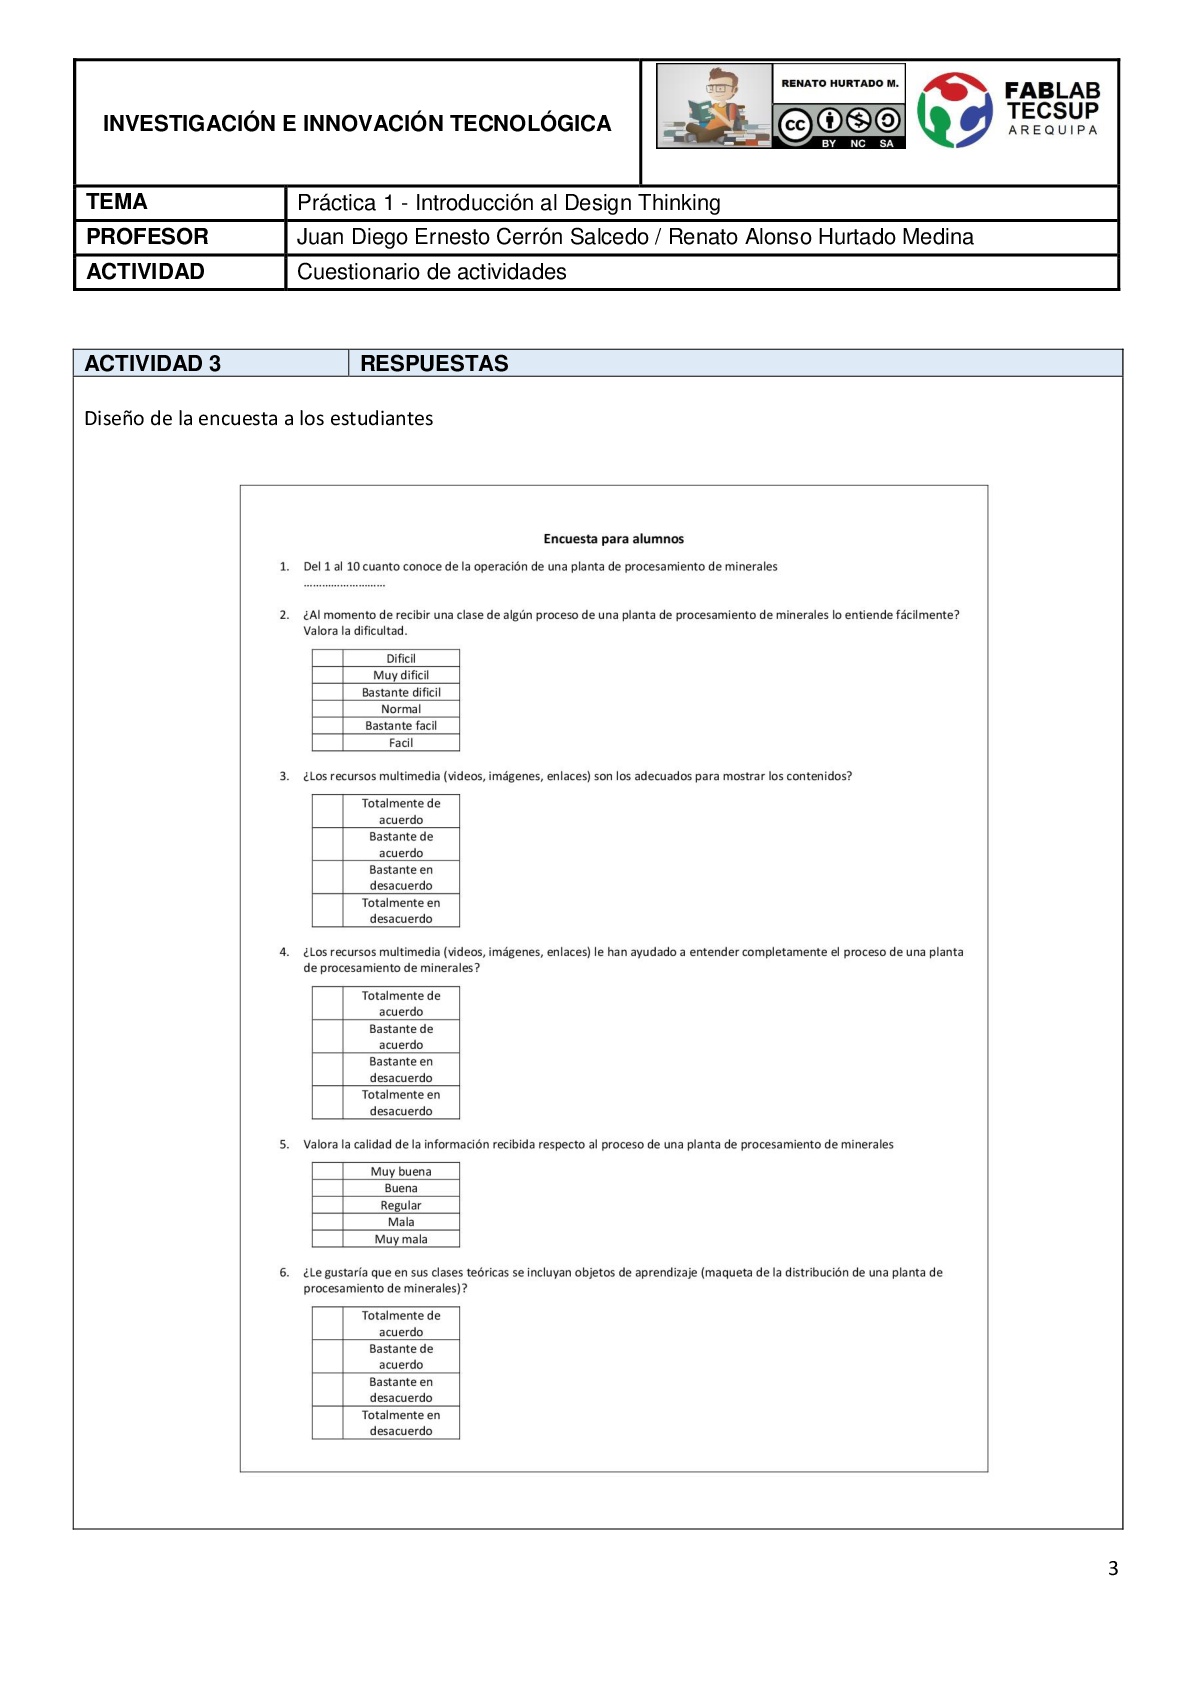 INVESTIGACIÓN E INNOVACIÓN TECNOLÓGICA
RENATO HURTADO M.
CC
BY NC SA
FABLAB
TECSUP
AREQUIPA
TEMA Práctica 1 - Introducción al Design Thinking
PROFESOR Juan Diego Ernesto Cerrón Salcedo / Renato Alonso Hurtado Medina
ACTIVIDAD Cuestionario de actividades
ACTIVIDAD 3 RESPUESTAS
Diseño de la encuesta a los estudiantes
Encuesta para alumnos
1. Del 1 al 10 cuanto conoce de la operación de una planta de procesamiento de minerales
...........................
2. ¿Al momento de recibir una clase de algún proceso de una planta de procesamiento de minerales lo entiende fácilmente?
Valora la dificultad.
Dificil
Muy dificil
Bastante dificil
Normal
Bastante facil
Facil
3. ¿Los recursos multimedia (videos, imágenes, enlaces) son los adecuados para mostrar los contenidos?
Totalmente de
acuerdo
Bastante de
acuerdo
Bastante en
desacuerdo
Totalmente en
desacuerdo
4. ¿Los recursos multimedia (videos, imágenes, enlaces) le han ayudado a entender completamente el proceso de una planta
de procesamiento de minerales?
Totalmente de
acuerdo
Bastante de
acuerdo
Bastante en
desacuerdo
Totalmente en
desacuerdo
5. Valora la calidad de la información recibida respecto al proceso de una planta de procesamiento de minerales
Muy buena
Buena
Regular
Mala
Muy mala
6. ¿Le gustaría que en sus clases teóricas se incluyan objetos de aprendizaje (maqueta de la distribución de una planta de
procesamiento de minerales)?
Totalmente de
acuerdo
Bastante de
acuerdo
Bastante en
desacuerdo
Totalmente en
desacuerdo
3